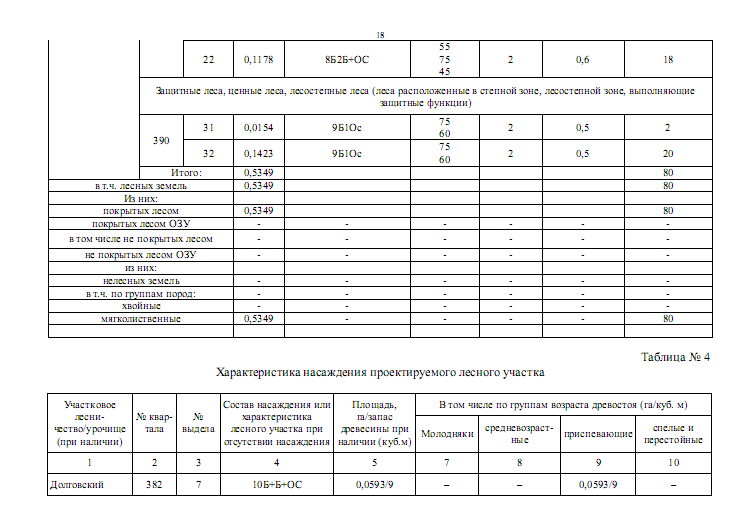 18
22 0,1178 8Б2Б+ОС 55 75 45 2 0,6 18
Защитные леса, ценные леса, лесостепные леса (леса расположенные в степной зоне, лесостепной зоне, выполняющие
защитные функции)
390
31 0,0154 9Б1Ос 75 60 2 0,5 2
32 0,1423 9Б1Ос 75 60 2 0,5 20
Итого: 0,5349 80
в т.ч. лесных земель 0,5349 80
Из них:
покрытых лесом 0,5349 80
покрытых лесом ОЗУ - - - - - -
в том числе не покрытых лесом - - - - - -
не покрытых лесом ОЗУ - - - - - -
из них: - - - - - -
нелесных земель - - - - - -
в т.ч. по группам пород: - - - - - -
хвойные - - - - - -
мягколиственные 0,5349 - - - - 80
Таблица № 4
Характеристика насаждения проектируемого лесного участка
Участковое
лесни-
чество/урочище
(при наличии)
№ квар-
тала
№
выдела
Состав насаждения или
характеристика
лесного участка при
отсутствии насаждения
Площадь,
га/запас
древесины при
наличии (куб.м)
В том числе по группам возраста древостоя (га/куб. м)
Молодняки
средневозраст-
ные
приспевающие
спелые и
перестойные
1 2 3 4 5 7 8 9 10
Долговский 382 7 10Б+Б+ОС 0,0593/9 – – 0,0593/9 –